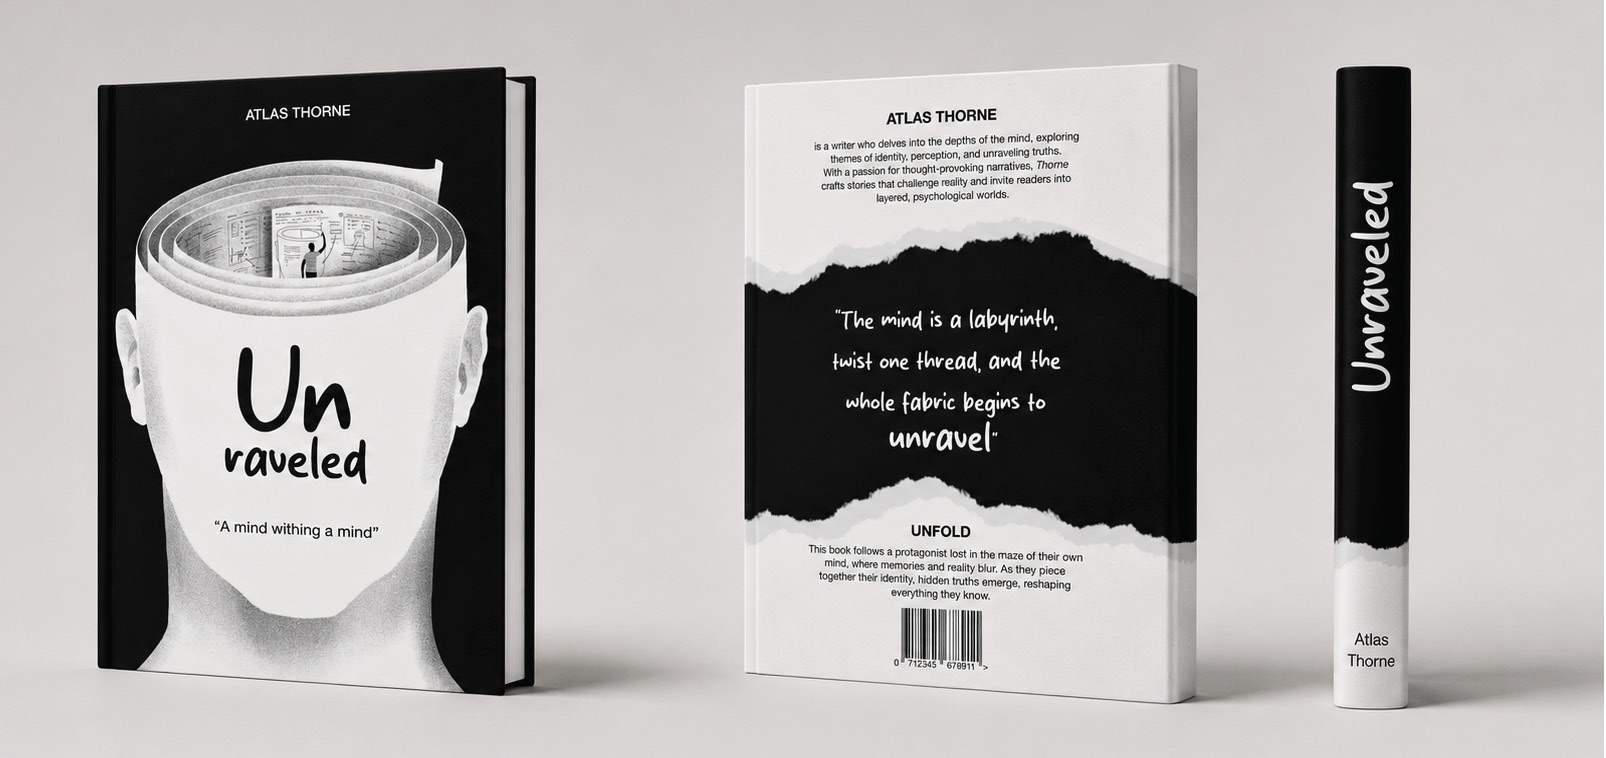 ATLAS THORNE
Un
raveled
“A mind withing a mind”
ATLAS THORNE
is a writer who delves into the depths of the mind, exploring
themes of identity, perception, and unraveling truths.
With a passion for thought-provoking narratives, Thorne
crafts stories that challenge reality and invite readers into
layered, psychological worlds.
"The mind is a labyrinth,
twist one thread, and the
whole fabric begins to
unravel"
UNFOLD
This book follows a protagonist lost in the maze of their own
mind, where memories and reality blur. As they piece
together their identity, hidden truths emerge, reshaping
everything they know.
0 712345 678911 >
Unraveled
Atlas
Thorne